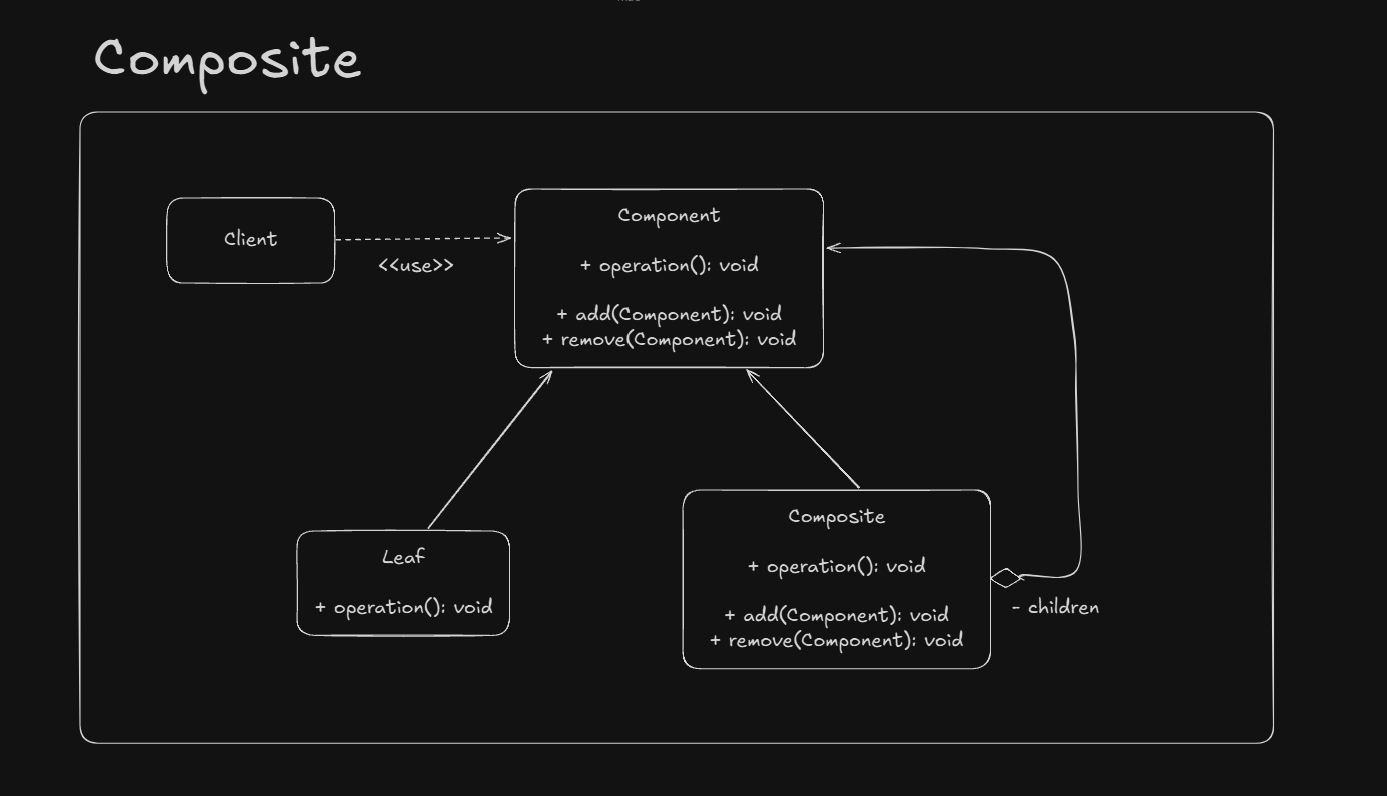 Composite
Client
<<use>>
Component
+ operation(): void
+ add(Component): void
+ remove(Component): void
Leaf
+ operation(): void
Composite
+ operation(): void
+ add(Component): void
+ remove(Component): void
- children